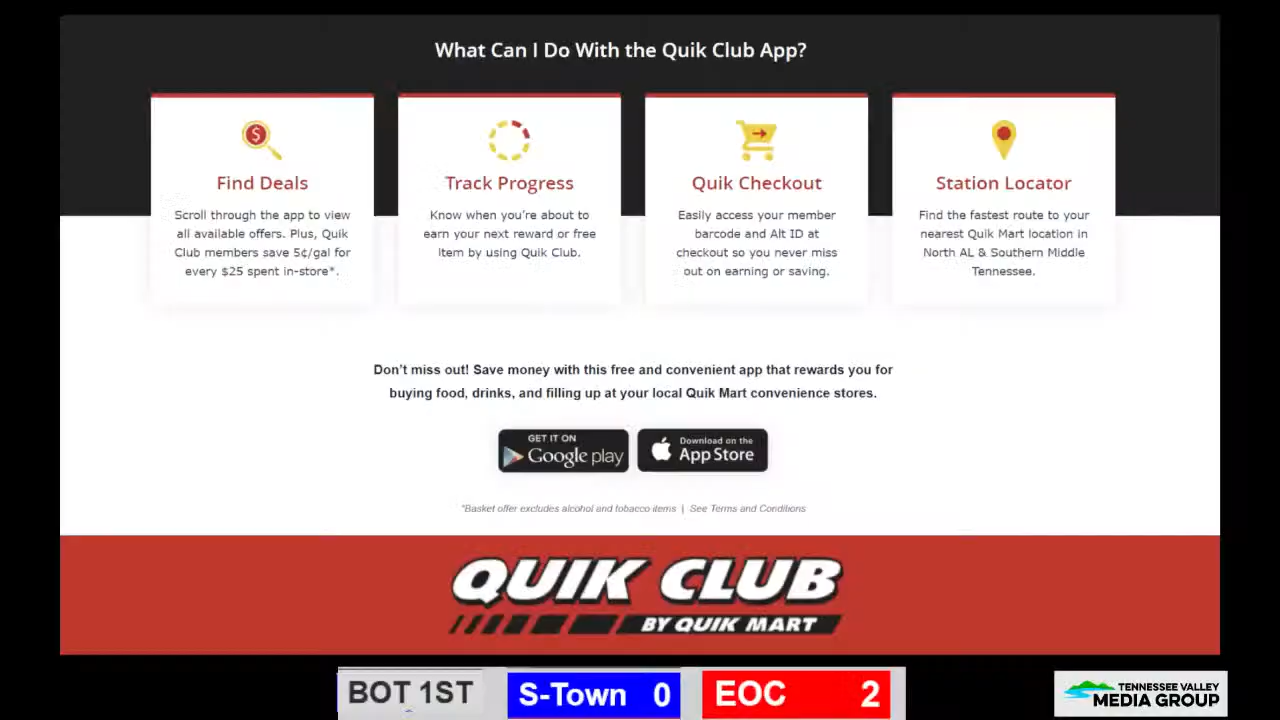 What Can I Do With the Quik Club App?
Find Deals
Scroll through the app to view
all available offers. Plus, Quik
Club members save 5¢/gal for
every $25 spent in-store*.
Track Progress
Know when you're about to
earn your next reward or free
item by using Quik Club.
Quik Checkout
Easily access your member
barcode and Alt ID at
checkout so you never miss
out on earning or saving.
Station Locator
Find the fastest route to your
nearest Quik Mart location in
North AL & Southern Middle
Tennessee.
Don't miss out! Save money with this free and convenient app that rewards you for
buying food, drinks, and filling up at your local Quik Mart convenience stores.
GET IT ON
Google play
Download on the
App Store
*Basket offer excludes alcohol and tobacco items | See Terms and Conditions
QUIK CLUB
BY QUIK MART
BOT 1ST S-Town 0 EOC 2
TENNESSEE VALLEY
MEDIA GROUP